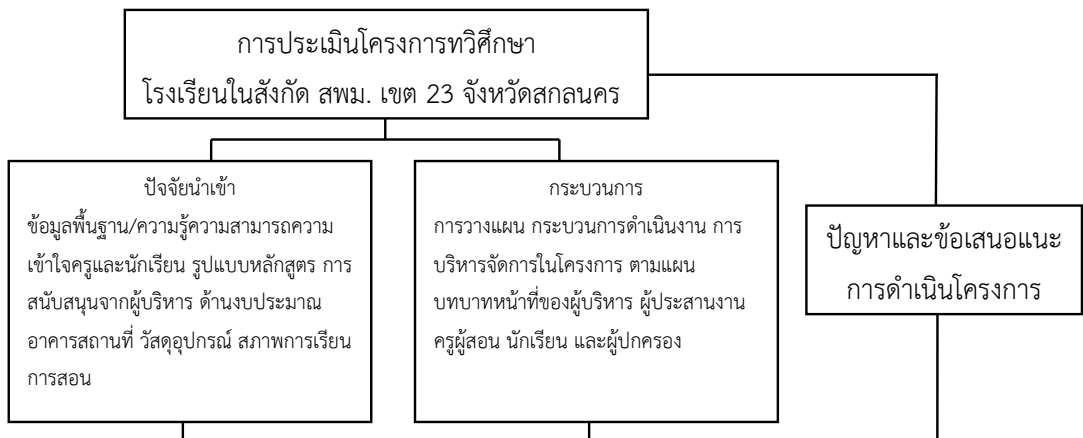 การประเมินโครงการทวิศึกษา
โรงเรียนในสังกัด สพม. เขต 23 จังหวัดสกลนคร
ปัจจัยนำเข้า
ข้อมูลพื้นฐาน/ความรู้ความสามารถความ
เข้าใจครูและนักเรียน รูปแบบหลักสูตร การ
สนับสนุนจากผู้บริหาร ด้านงบประมาณ
อาคารสถานที่ วัสดุอุปกรณ์ สภาพการเรียน
การสอน
กระบวนการ
การวางแผน กระบวนการดำเนินงาน การ
บริหารจัดการในโครงการ ตามแผน
บทบาทหน้าที่ของผู้บริหาร ผู้ประสานงาน
ครูผู้สอน นักเรียน และผู้ปกครอง
ปัญหาและข้อเสนอแนะ
การดำเนินโครงการ